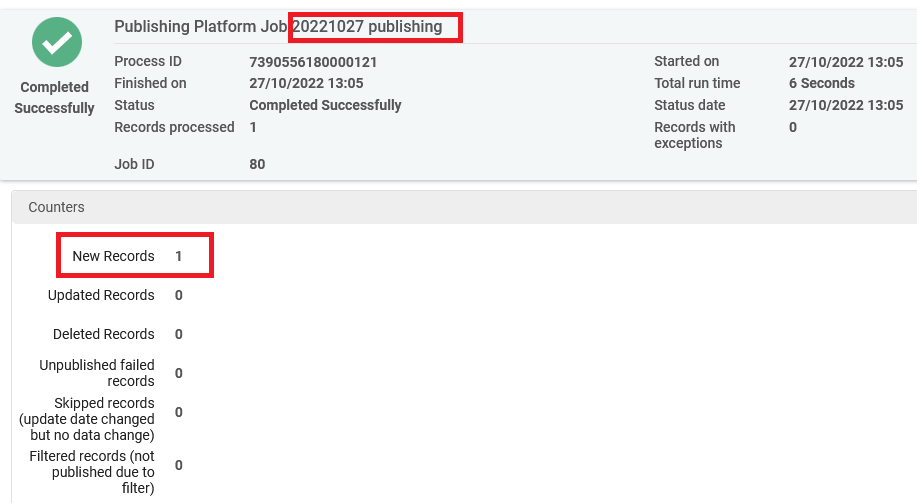 Publishing Platform Job 20221027 publishing
Completed
Successfully
Process ID 7390556180000121
Started on 27/10/2022 13:05
Finished on 27/10/2022 13:05
Total run time 6 Seconds
Status Completed Successfully
Status date 27/10/2022 13:05
Records processed 1
Records with
exceptions 0
Job ID 80
Counters
New Records 1
Updated Records 0
Deleted Records 0
Unpublished failed
records 0
Skipped records
(update date changed 0
but no data change)
Filtered records (not
published due to 0
filter)